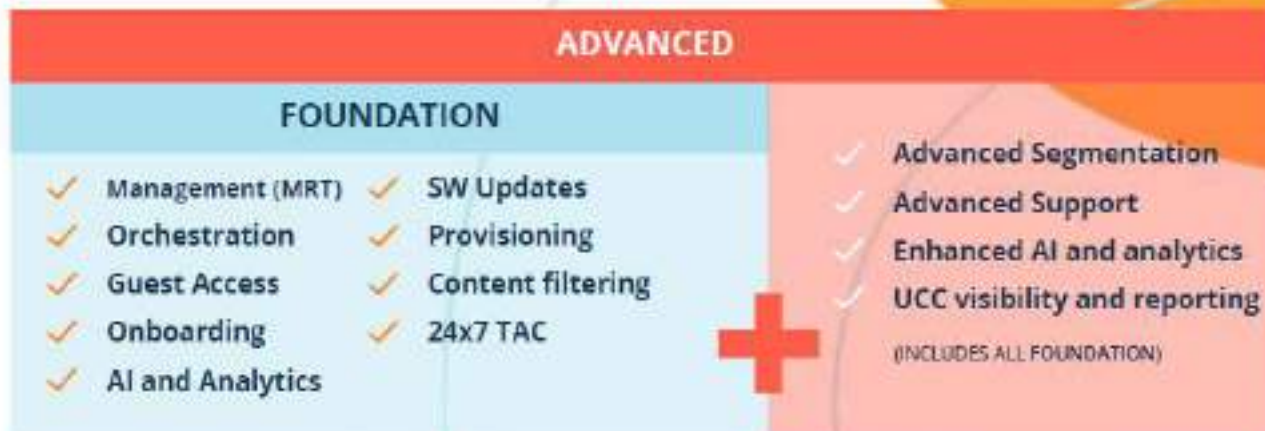 ADVANCED
FOUNDATION
Management (MRT)
Orchestration
Guest Access
Onboarding
AI and Analytics
SW Updates
Provisioning
Content filtering
24x7 TAC
Advanced Segmentation
Advanced Support
Enhanced AI and analytics
UCC visibility and reporting
(INCLUDES ALL FOUNDATION)